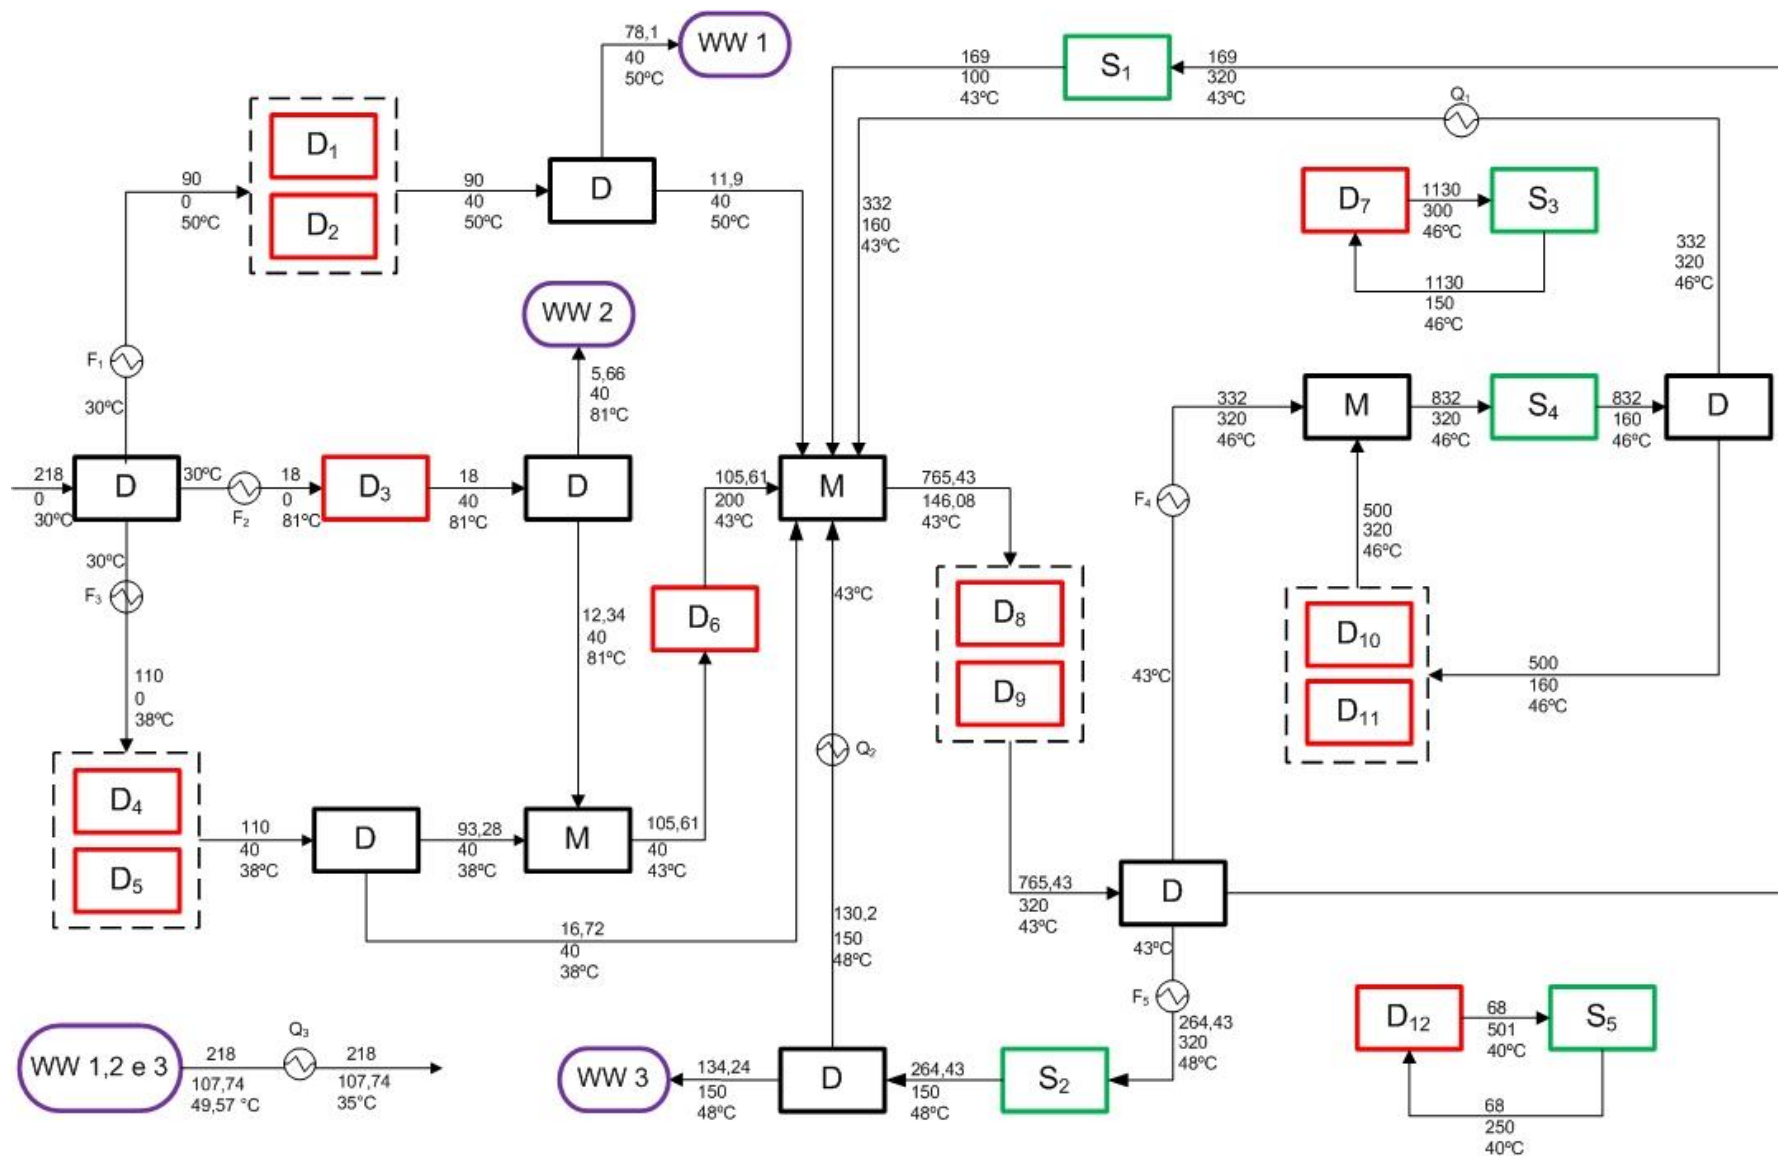 78,1
40
50ºC
WW 1
169
100
43ºC
S1
169
320
43ºC
Q1
D1
D2
90
0
50ºC
90
40
50ºC
D
11,9
40
50ºC
332
160
43ºC
D7
1130
300
46ºC
S3
1130
150
46ºC
332
320
46ºC
WW 2
5,66
40
81ºC
F1
30ºC
332
320
46ºC
M
832
320
46ºC
S4
832
160
46ºC
D
218
0
30ºC
D
30ºC
F2
18
0
81ºC
D3
18
40
81ºC
D
105,61
200
43ºC
M
765,43
146,08
43ºC
F4
500
320
46ºC
30ºC
F3
12,34
40
81ºC
D6
43ºC
D8
D9
D10
D11
500
160
46ºC
43ºC
110
0
38ºC
Q2
D4
D5
110
40
38ºC
D
93,28
40
38ºC
M
105,61
40
43ºC
16,72
40
38ºC
130,2
150
48ºC
765,43
320
43ºC
D
43ºC
F5
264,43
320
48ºC
WW 1,2 e 3
218
107,74
49,57 °C
Q3
218
107,74
35°C
WW 3
134,24
150
48ºC
D
264,43
150
48ºC
S2
D12
68
501
40ºC
S5
68
250
40ºC